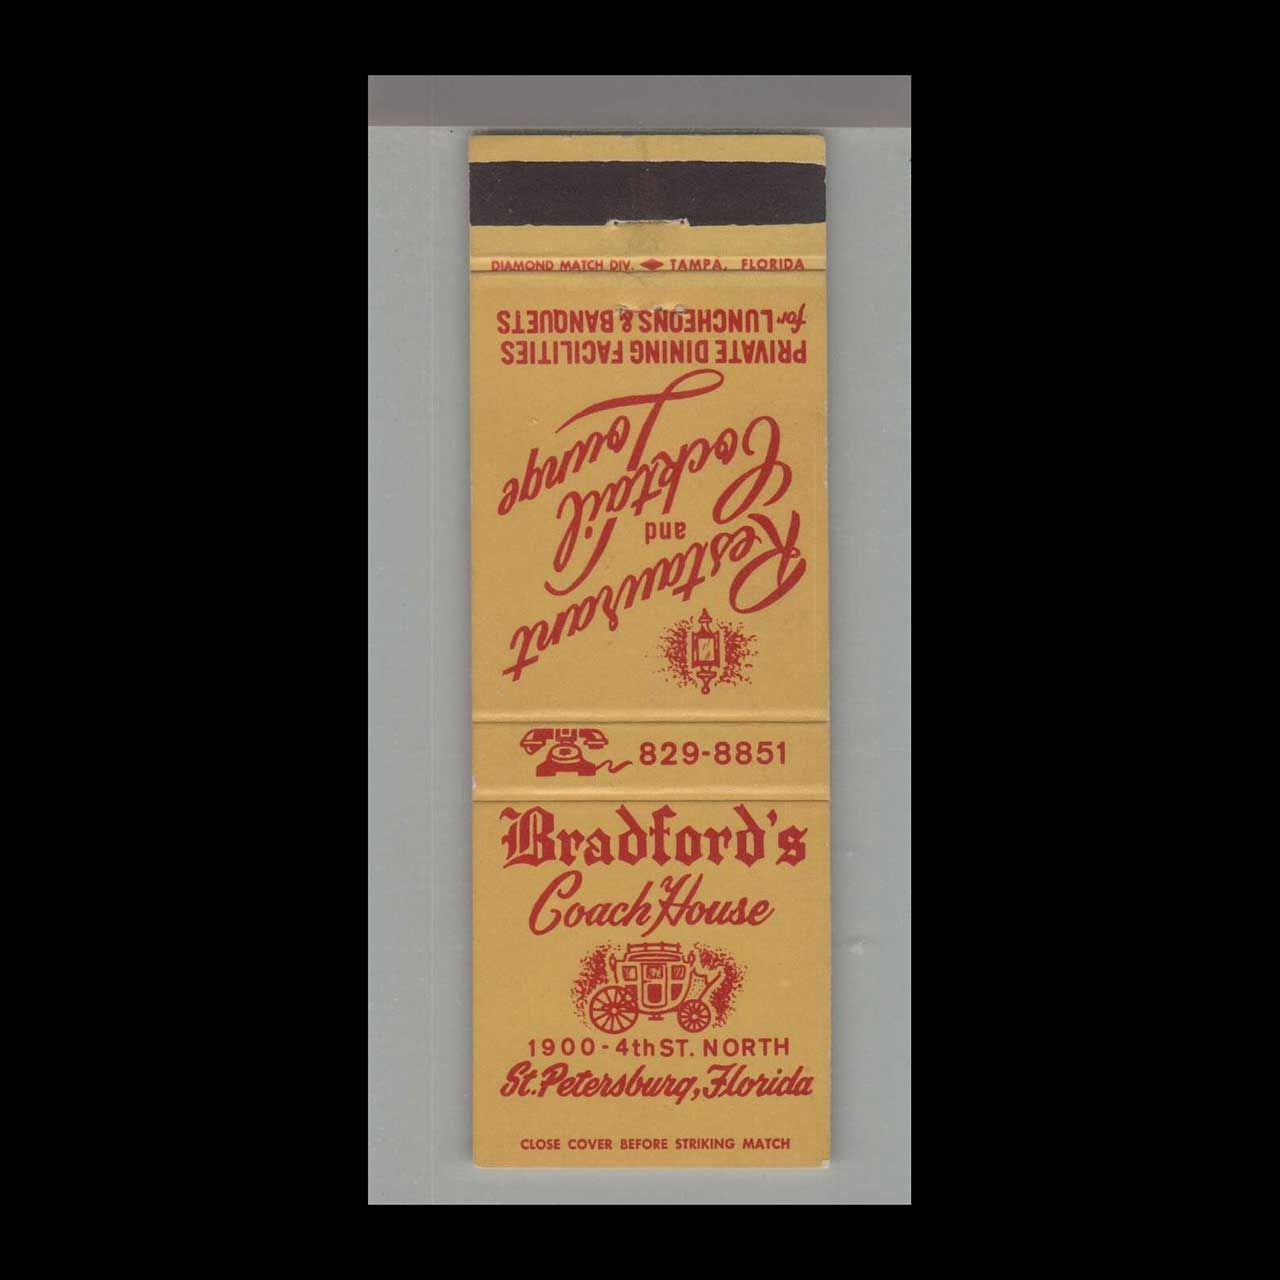 DIAMOND MATCH DIV. TAMPA, FLORIDA
Restaurant
and
Cocktail
Lounge
PRIVATE DINING FACILITIES
for LUNCHEONS & BANQUETS
829-8851
Bradford's
Coach House
1900-4th ST. NORTH
St. Petersburg, Florida
CLOSE COVER BEFORE STRIKING MATCH